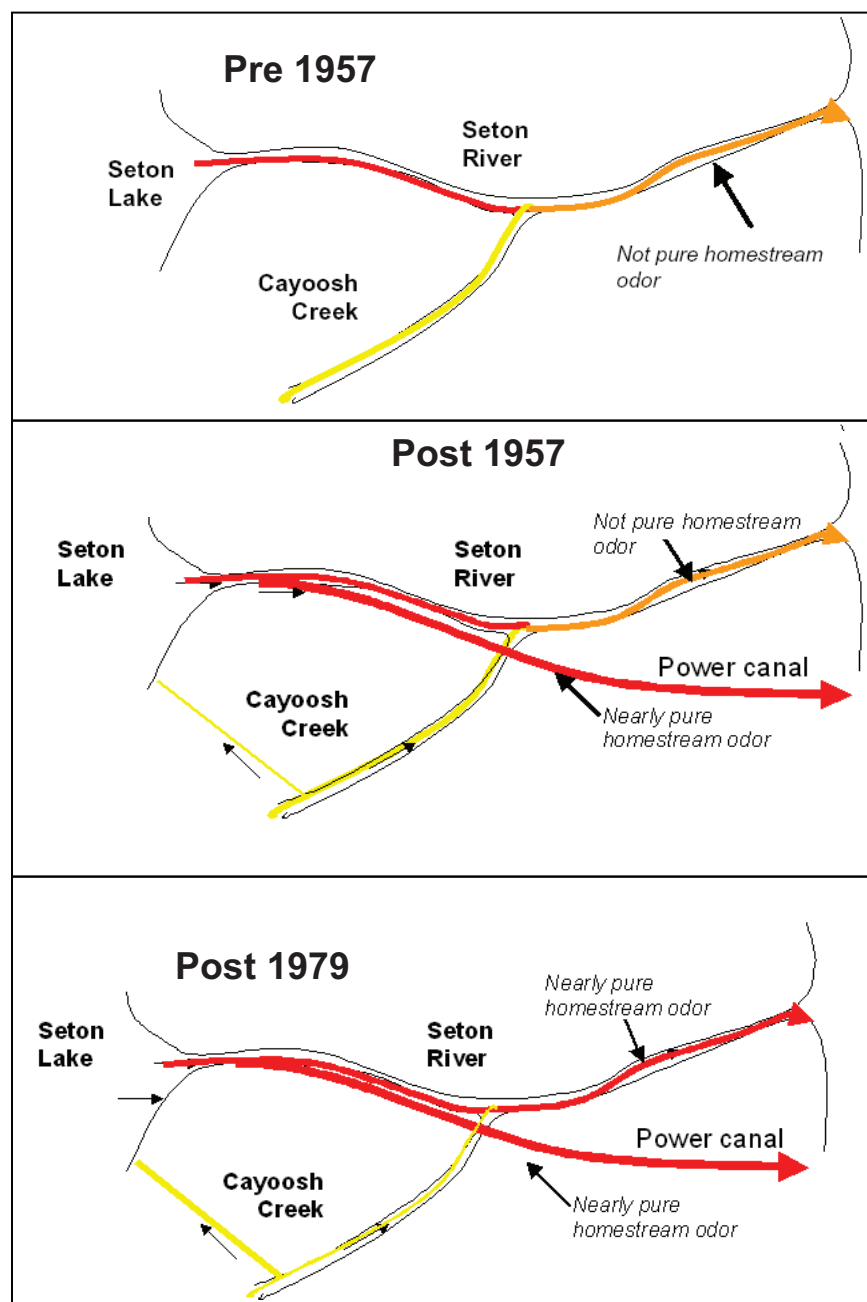 Pre 1957
Seton
River
Seton
Lake
Not pure homestream
odor
Cayoosh
Creek
Post 1957
Not pure homestream
odor
Seton
Lake
Seton
River
Power canal
Cayoosh
Creek
Nearly pure
homestream odor
Post 1979
Nearly pure
homestream odor
Seton
Lake
Seton
River
Power canal
Cayoosh
Creek
Nearly pure
homestream odor